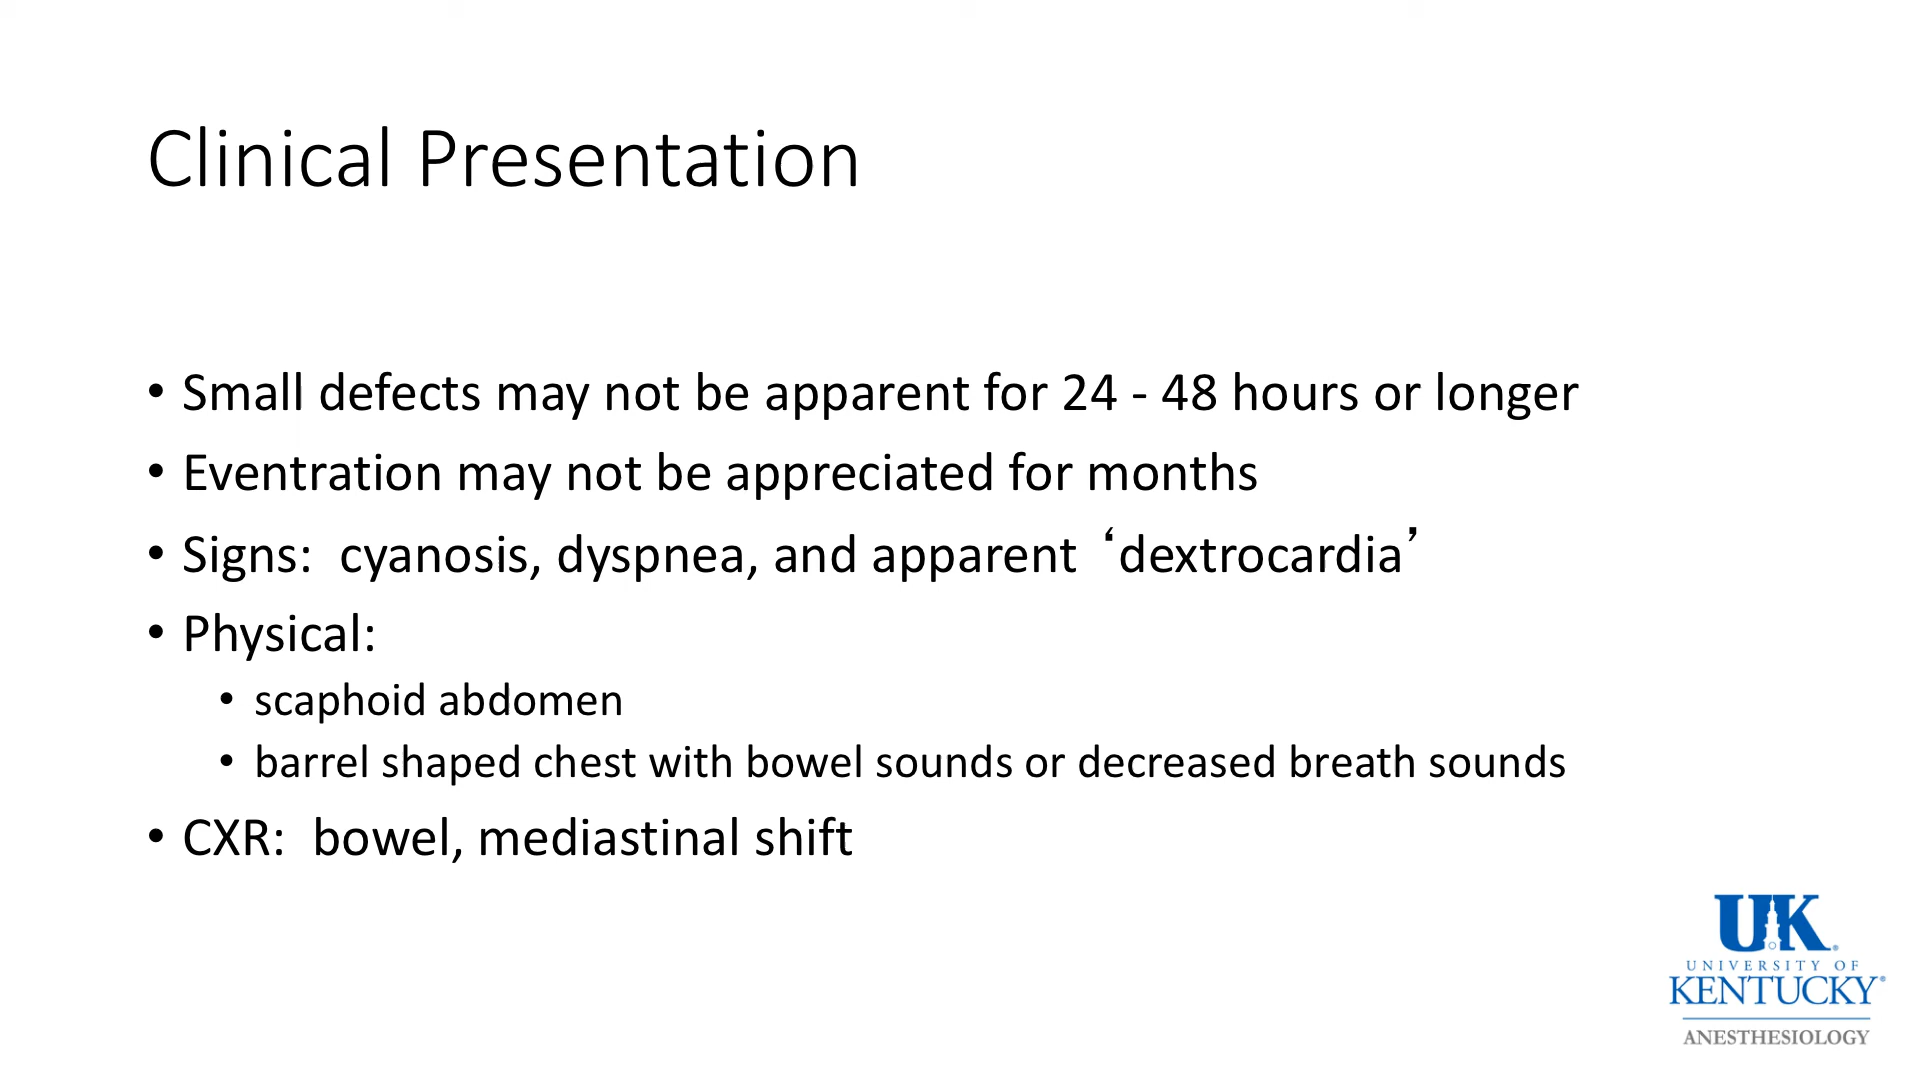 Clinical Presentation
• Small defects may not be apparent for 24 - 48 hours or longer
• Eventration may not be appreciated for months
• Signs:  cyanosis, dyspnea, and apparent ‘dextrocardia’
• Physical:
• scaphoid abdomen
• barrel shaped chest with bowel sounds or decreased breath sounds
• CXR:  bowel, mediastinal shift
UK®
UNIVERSITY OF
KENTUCKY®
ANESTHESIOLOGY